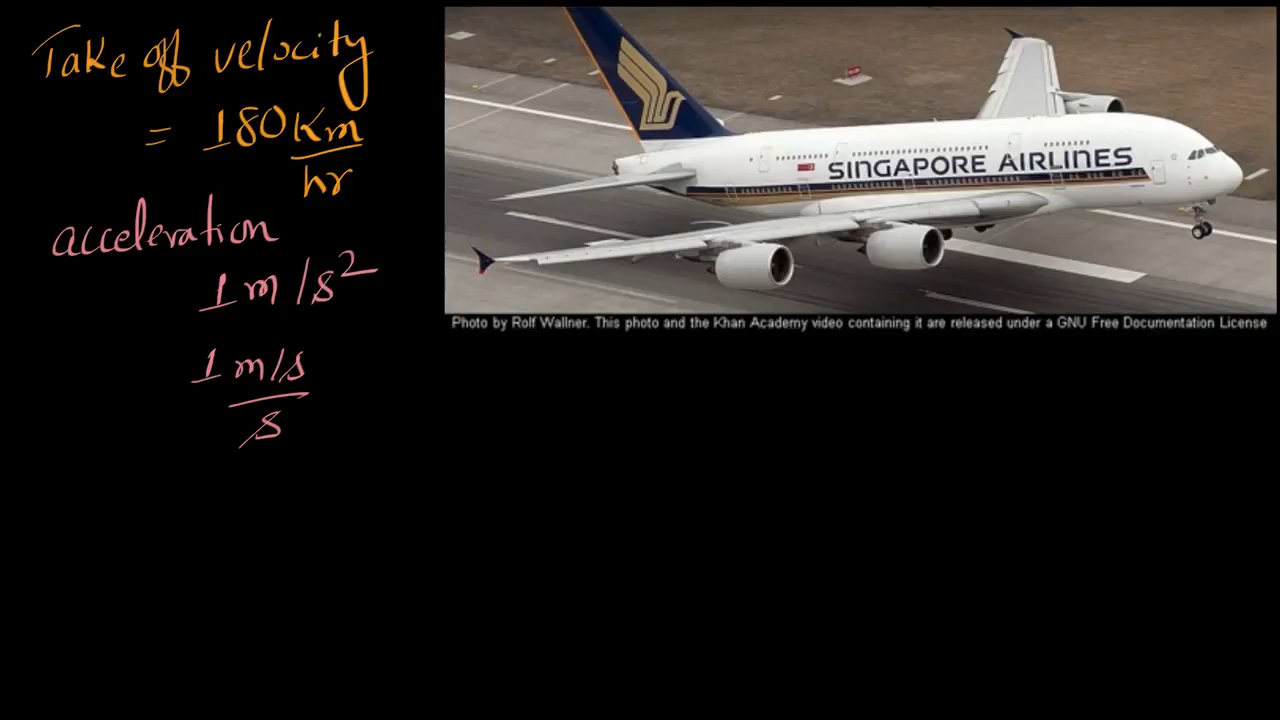 Take off velocity
= 180 Km
hr
acceleration
1 m/s²
1 m/s
s
SINGAPORE AIRLINES
Photo by Rolf Wallner. This photo and the Khan Academy video containing it are released under a GNU Free Documentation License